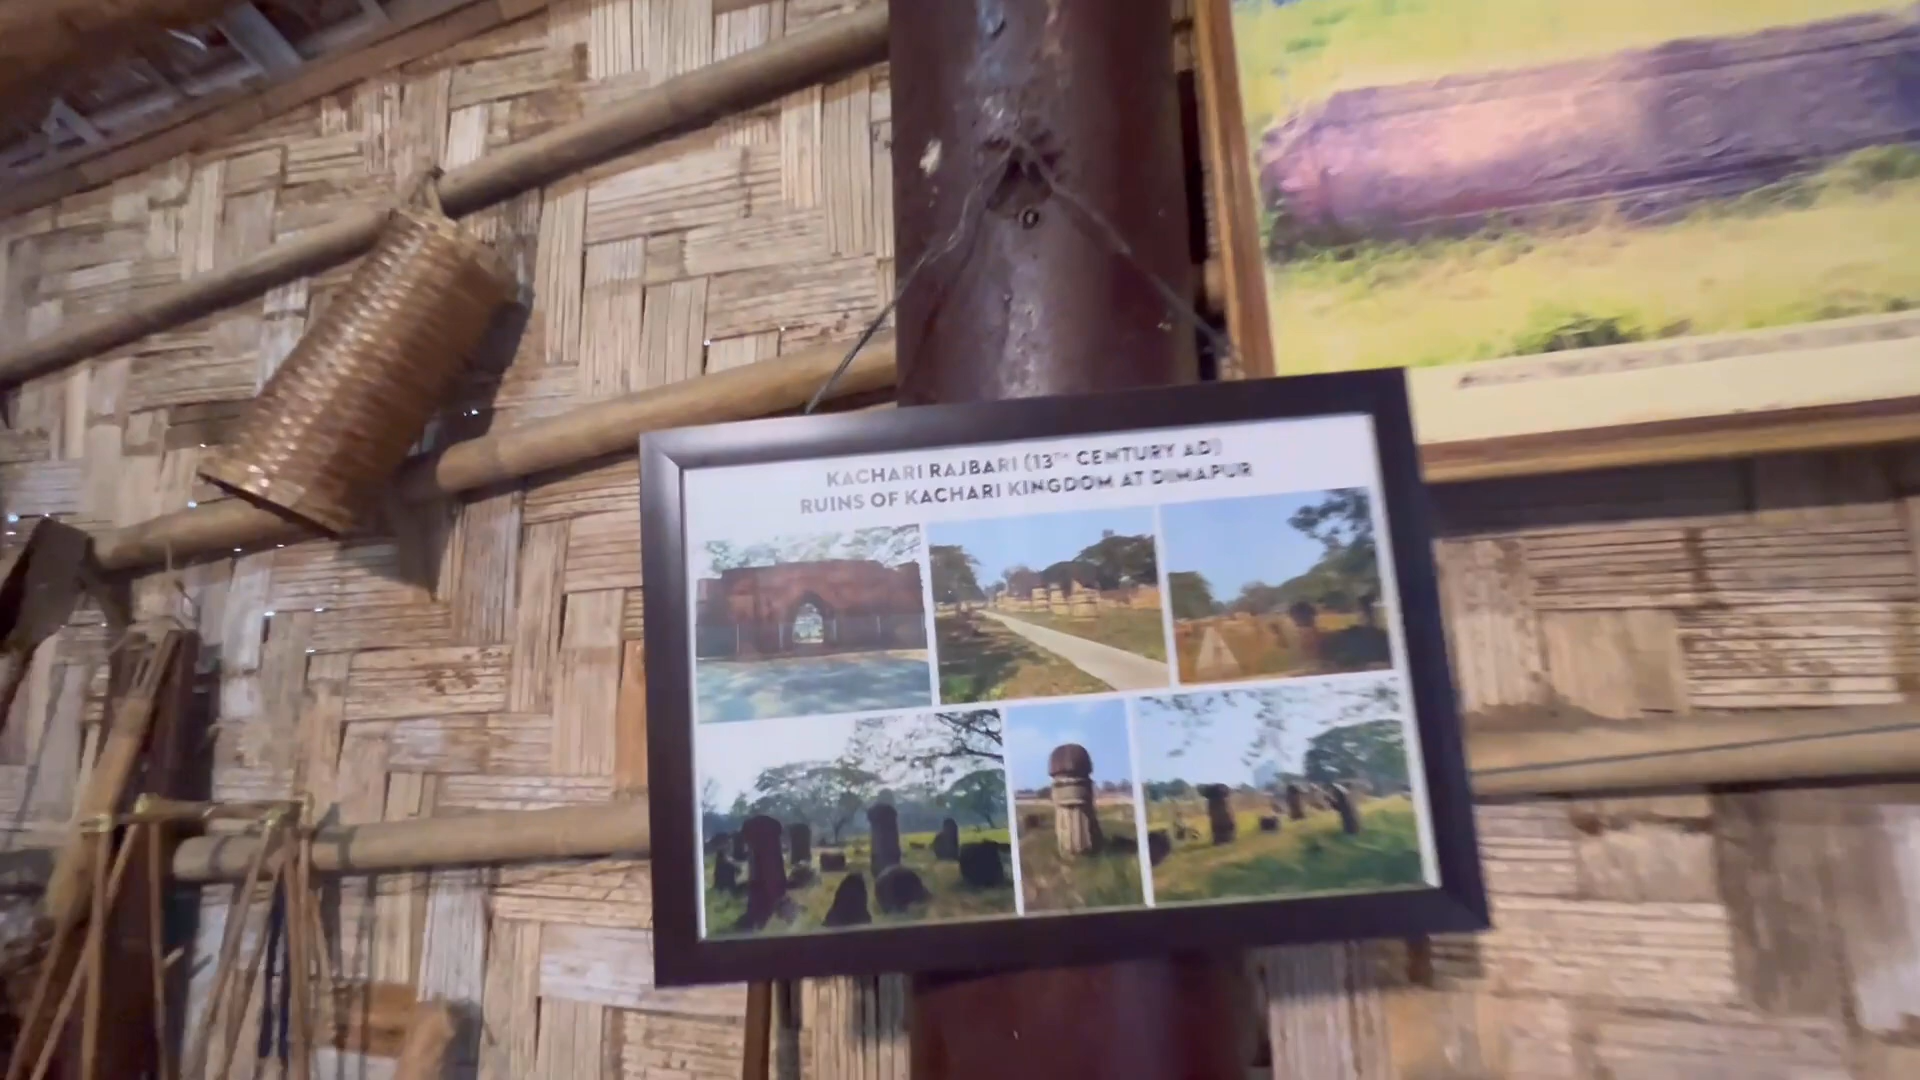 KACHARI RAJBARI (13TH CENTURY AD)
RUINS OF KACHARI KINGDOM AT DIMAPUR